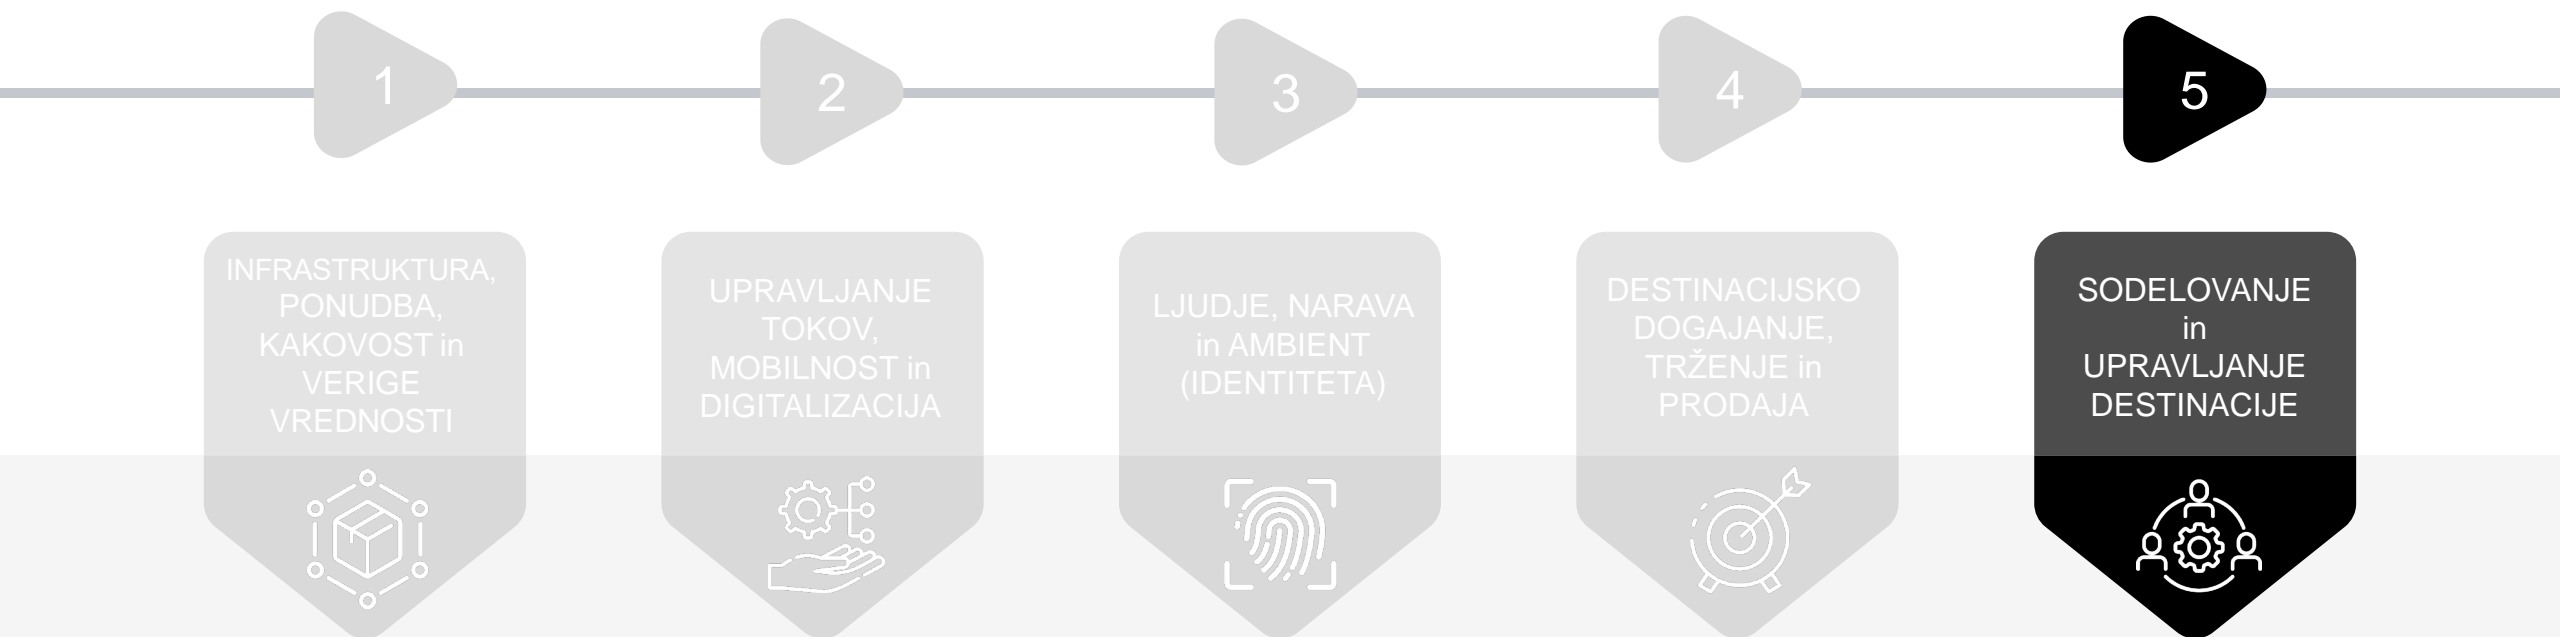 1
2
3
4
5
INFRASTRUKTURA,
PONUDBA,
KAKOVOST in
VERIGE
VREDNOSTI
UPRAVLJANJE
TOKOV,
MOBILNOST in
DIGITALIZACIJA
LJUDJE, NARAVA
in AMBIENT
(IDENTITETA)
DESTINACIJSKO
DOGAJANJE,
TRŽENJE in
PRODAJA
SODELOVANJE
in
UPRAVLJANJE
DESTINACIJE